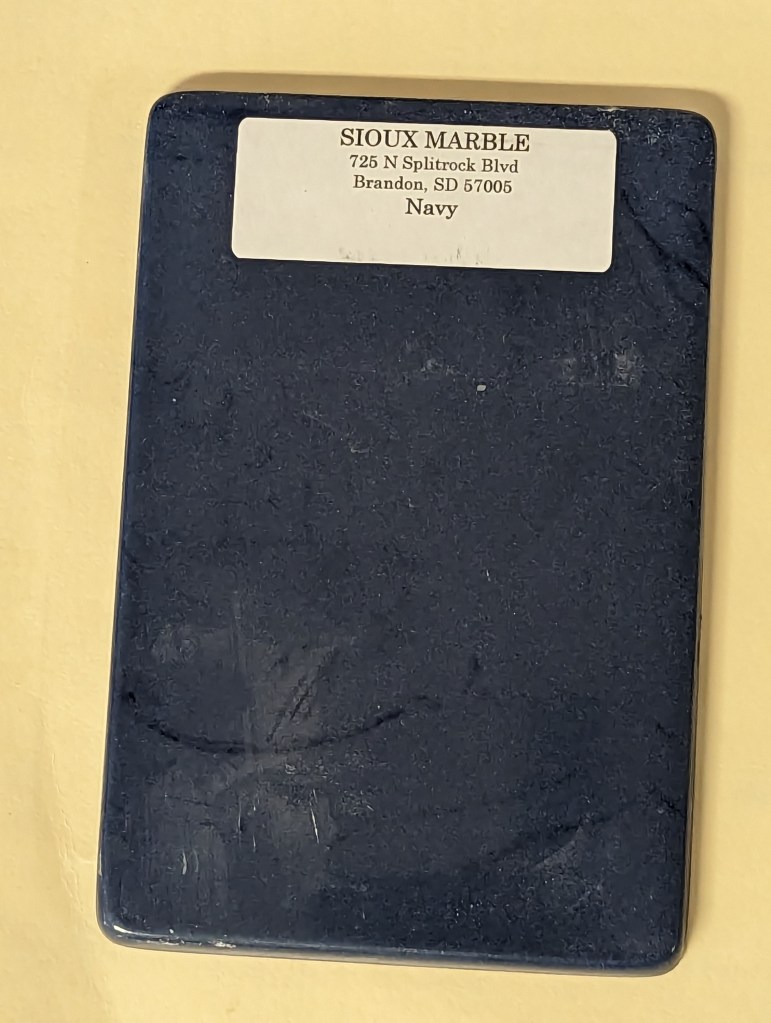 SIOUX MARBLE
725 N Splitrock Blvd
Brandon, SD 57005
Navy